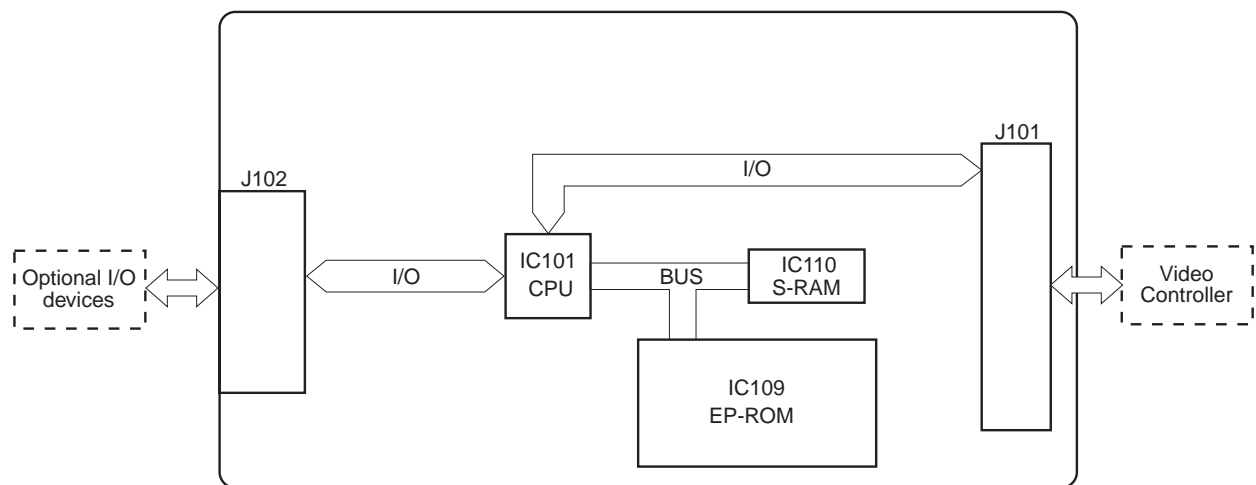 J101
I/O
J102
Optional I/O
devices
I/O
IC101
CPU
BUS
IC110
S-RAM
Video
Controller
IC109
EP-ROM